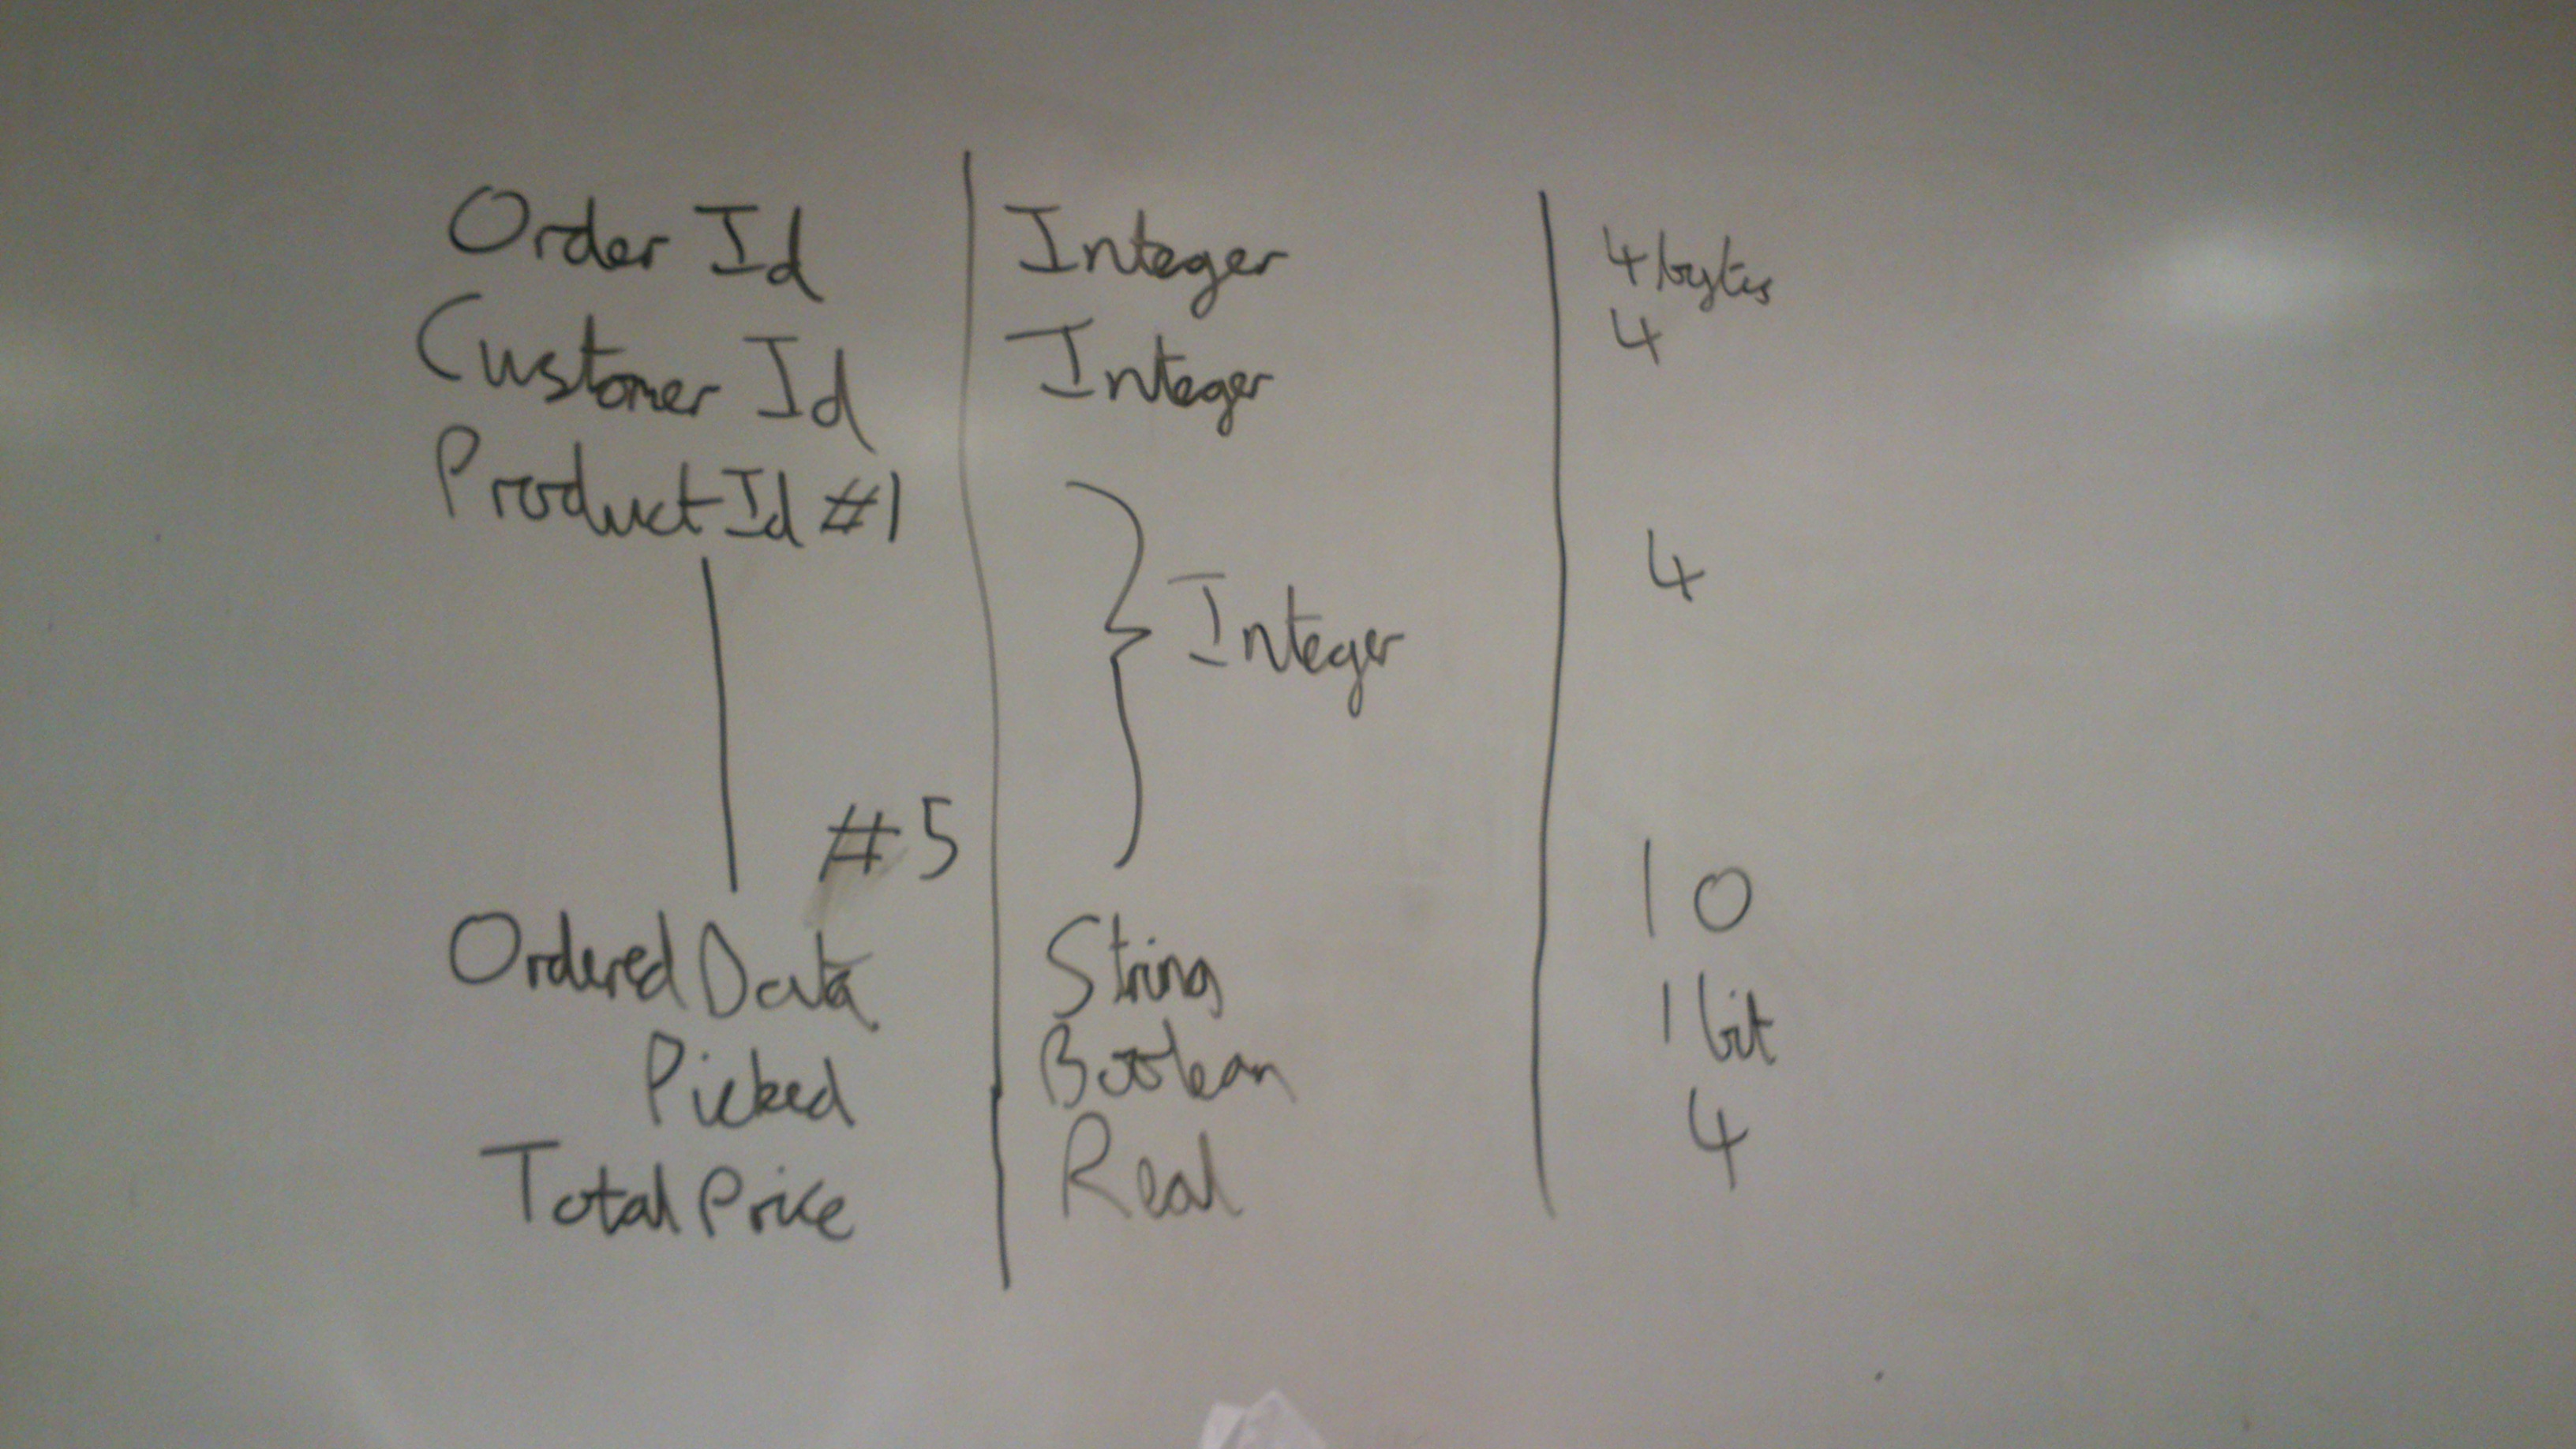 Order Id Integer 4 bytes
Customer Id Integer 4
Product Id #1
Integer 4
#5
Ordered Data String 10
Picked Boolean 1 bit
Total Price Real 4